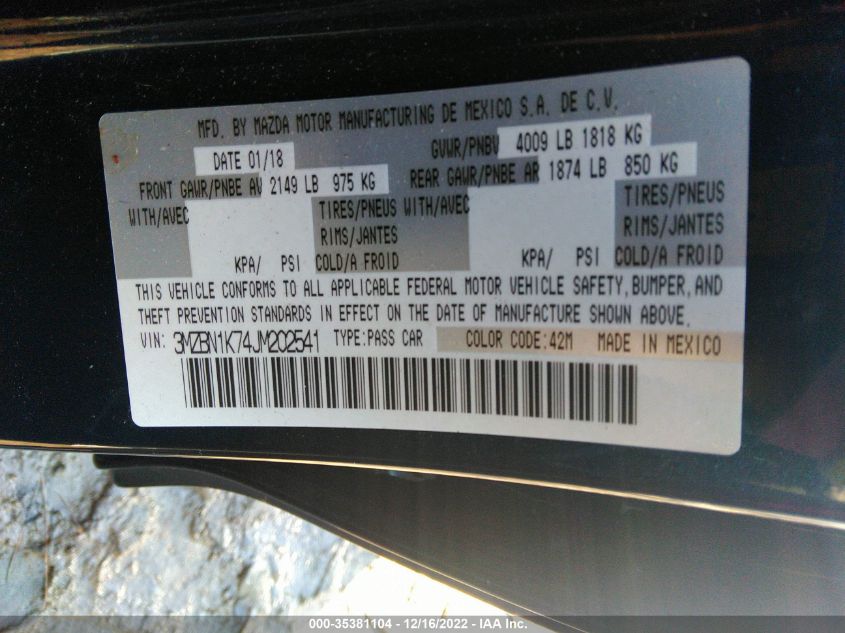 MFD. BY MAZDA MOTOR MANUFACTURING DE MEXICO S.A. DE C.V.
DATE 01/18 GVWR/PNBV 4009 LB 1818 KG
FRONT GAWR/PNBE AV 2149 LB 975 KG REAR GAWR/PNBE AR 1874 LB 850 KG
WITH/AVEC TIRES/PNEUS WITH/AVEC TIRES/PNEUS
RIMS/JANTES RIMS/JANTES
KPA/ PSI COLD/A FROID KPA/ PSI COLD/A FROID
THIS VEHICLE CONFORMS TO ALL APPLICABLE FEDERAL MOTOR VEHICLE SAFETY, BUMPER, AND
THEFT PREVENTION STANDARDS IN EFFECT ON THE DATE OF MANUFACTURE SHOWN ABOVE.
VIN: 3MZBN1K74JM202541 TYPE:PASS CAR COLOR CODE:42M MADE IN MEXICO
000-35381104 - 12/16/2022 - IAA Inc.